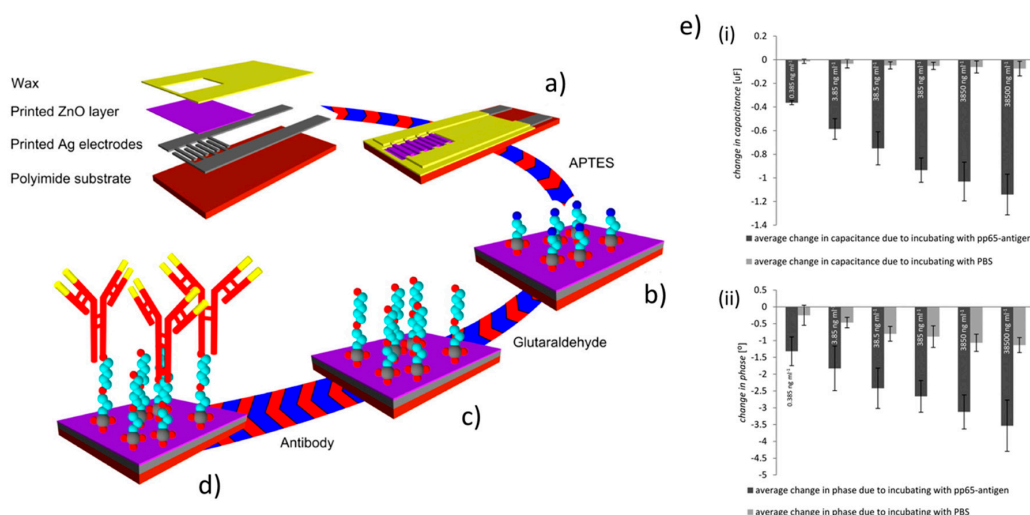 Wax
Printed ZnO layer
Printed Ag electrodes
Polyimide substrate
a)
APTES
b)
Glutaraldehyde
c)
Antibody
d)
e)
(i)
change in capacitance [uF]
0.2
0
-0.2
-0.4
-0.6
-0.8
-1
-1.2
-1.4
0.385 ng ml-1
3.85 ng ml-1
38.5 ng ml-1
385 ng ml-1
3850 ng ml-1
38500 ng ml-1
average change in capacitance due to incubating with pp65-antigen
average change in capacitance due to incubating with PBS
(ii)
change in phase [°]
0
-0.5
-1
-1.5
-2
-2.5
-3
-3.5
-4
-4.5
-5
0.385 ng ml-1
3.85 ng ml-1
38.5 ng ml-1
385 ng ml-1
3850 ng ml-1
38500 ng ml-1
average change in phase due to incubating with pp65-antigen
average change in phase due to incubating with PBS